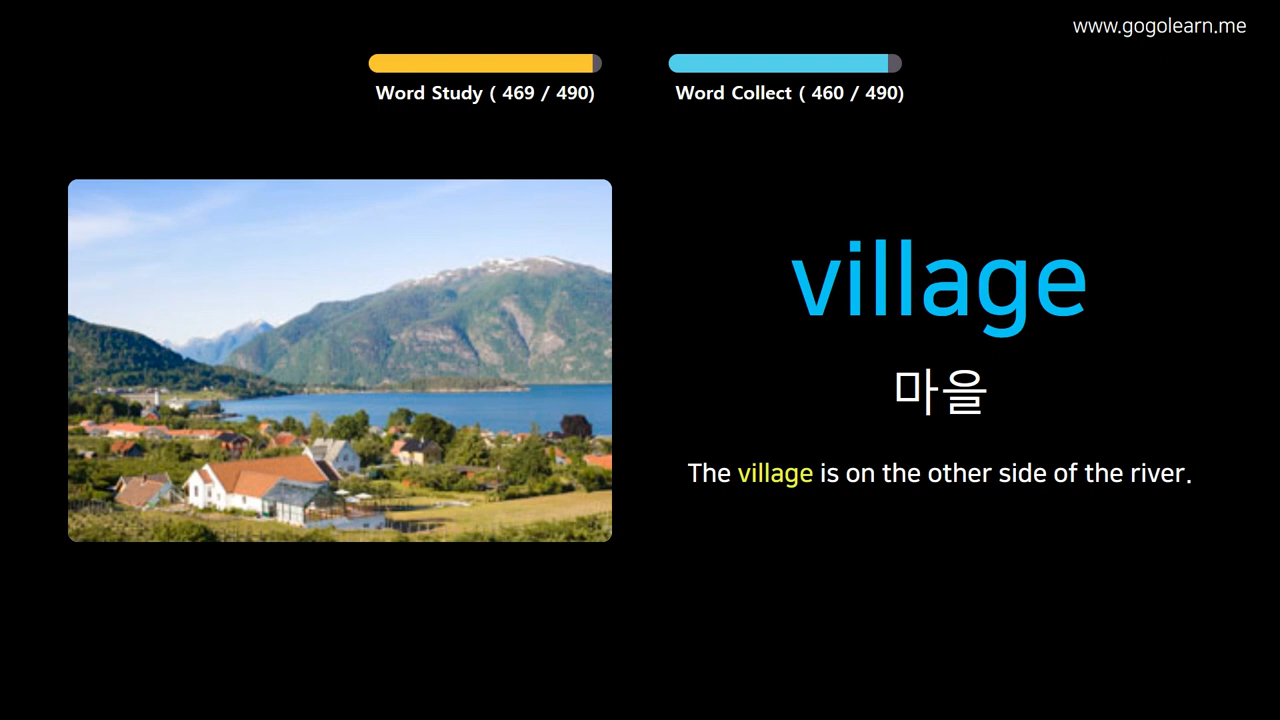 www.gogolearn.me
Word Study ( 469 / 490)
Word Collect ( 460 / 490)
village
마을
The village is on the other side of the river.